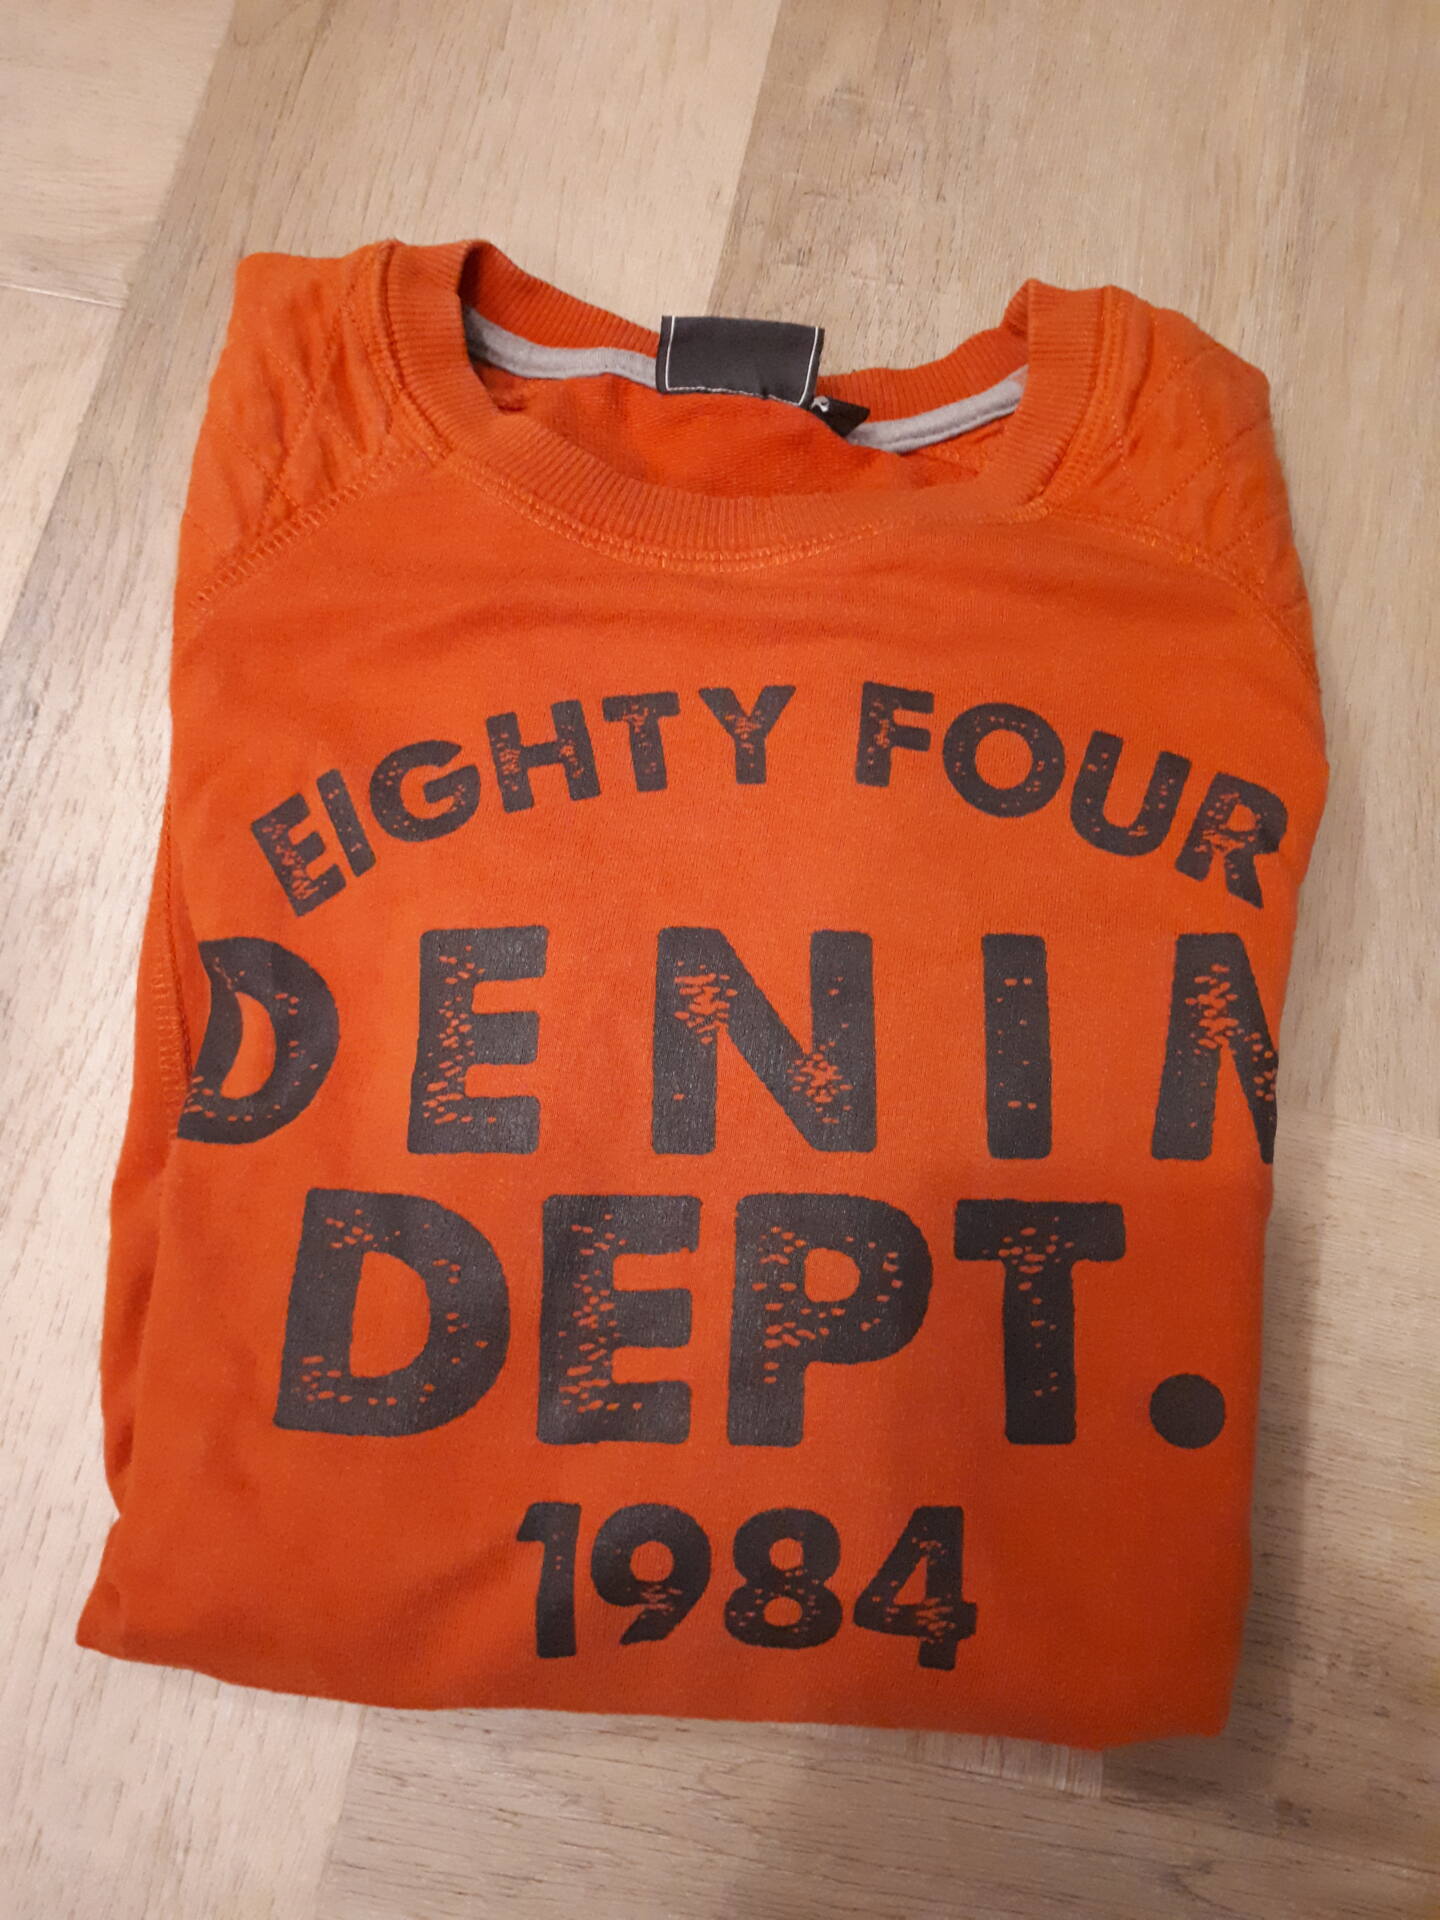 EIGHTY FOUR
DENIM
DEPT.
1984